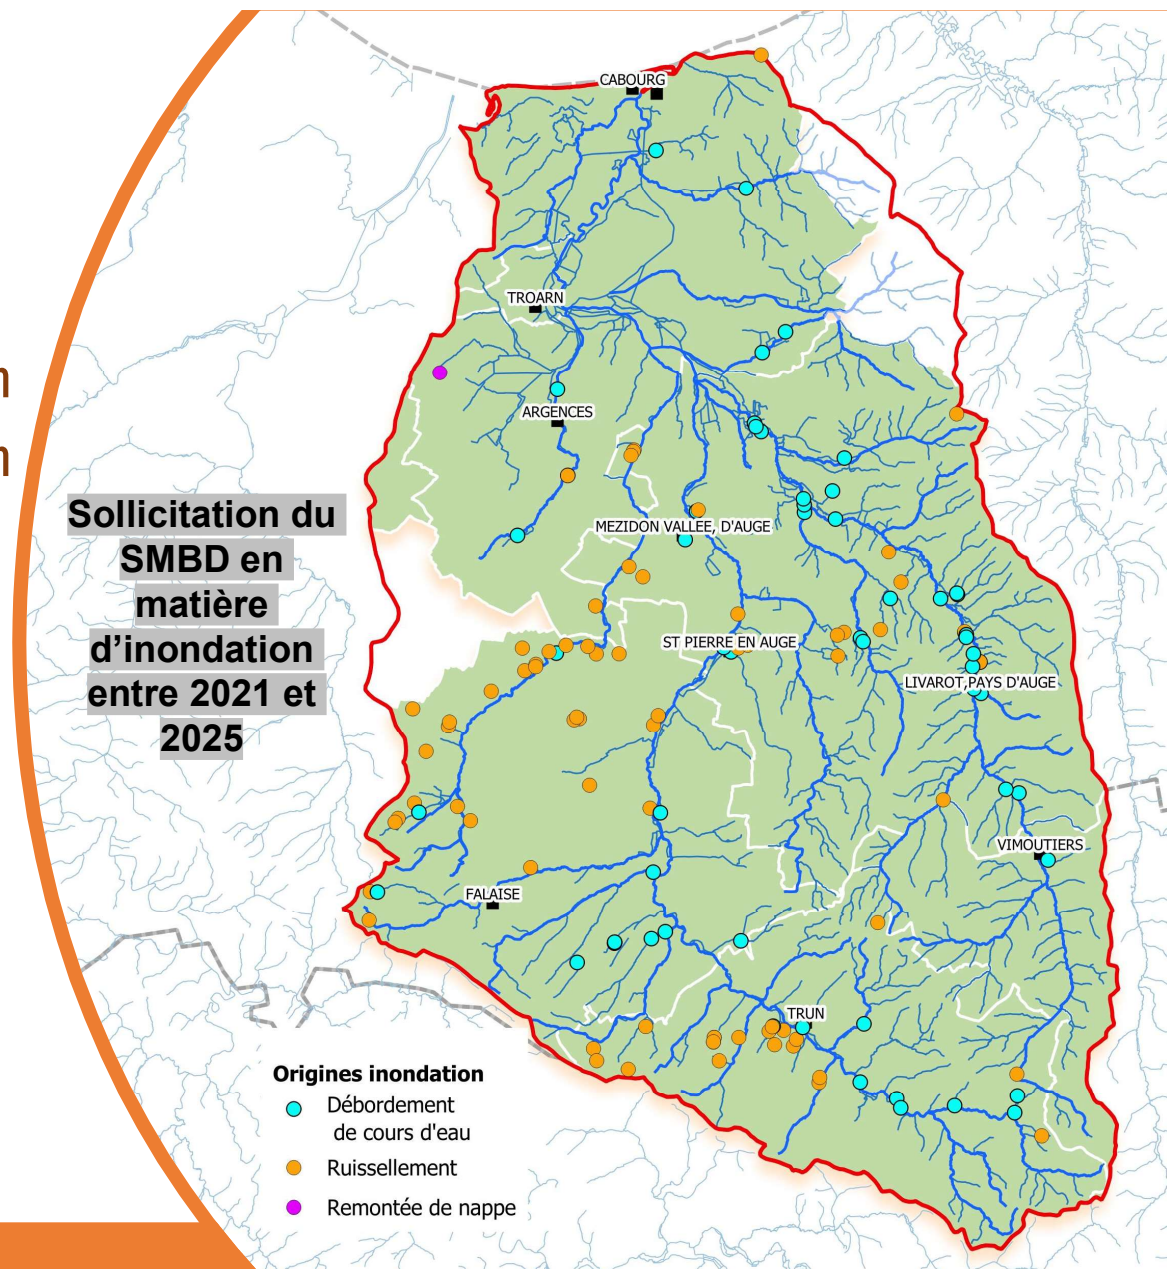 CABOURG
TROARN
n
ARGENCES
n
Sollicitation du
SMBD en
matière
d'inondation
entre 2021 et
2025
MEZIDON VALLEE, D'AUGE
ST PIERRE EN AUGE
LIVAROT,PAYS D'AUGE
VIMOUTIERS
FALAISE
TRUN
Origines inondation
Débordement
de cours d'eau
Ruissellement
Remontée de nappe